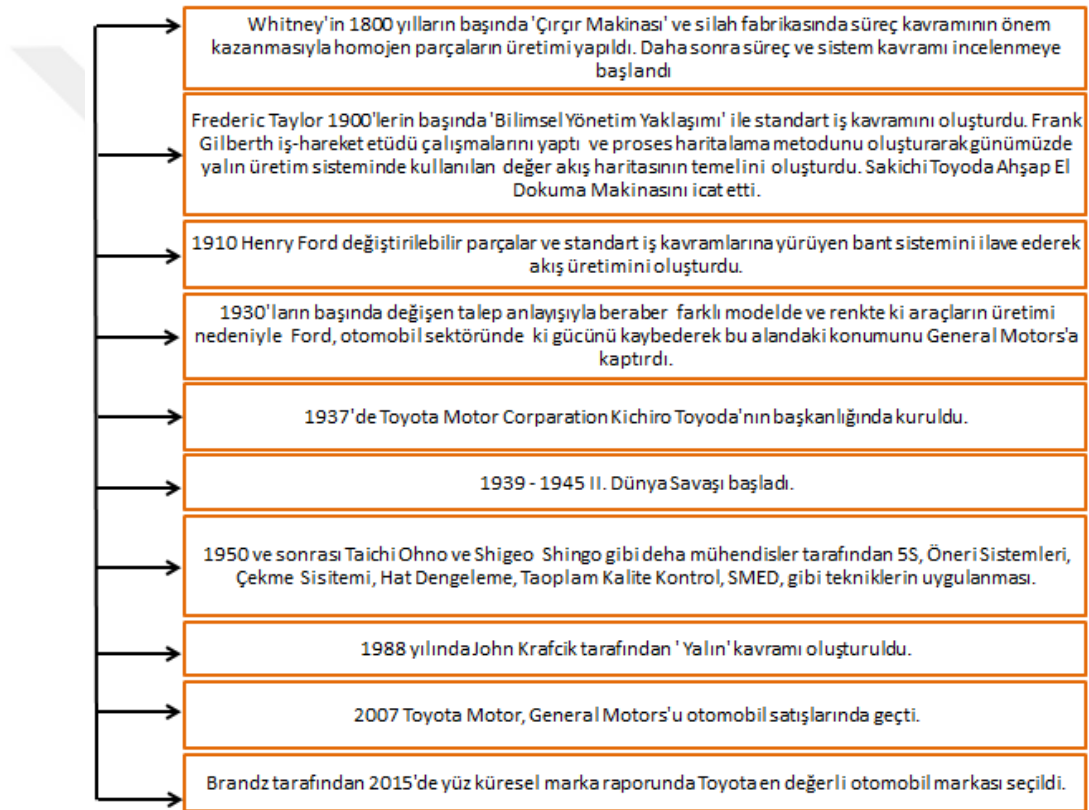 Whitney'in 1800 yılların başında 'Çırçır Makinası' ve silah fabrikasında süreç kavramının önem
kazanmasıyla homojen parçaların üretimi yapıldı. Daha sonra süreç ve sistem kavramı incelenmeye
başlandı
Frederic Taylor 1900'lerin başında 'Bilimsel Yönetim Yaklaşımı' ile standart iş kavramını oluşturdu. Frank
Gilberth iş-hareket etüdü çalışmalarını yaptı ve proses haritalama metodunu oluşturarak günümüzde
yalın üretim sisteminde kullanılan değer akış haritasının temelini oluşturdu. Sakichi Toyoda Ahşap El
Dokuma Makinasını icat etti.
1910 Henry Ford değiştirilebilir parçalar ve standart iş kavramlarına yürüyen bant sistemini ilave ederek
akış üretimini oluşturdu.
1930'ların başında değişen talep anlayışıyla beraber farklı modelde ve renkte ki araçların üretimi
nedeniyle Ford, otomobil sektöründe ki gücünü kaybederek bu alandaki konumunu General Motors'a
kaptırdı.
1937'de Toyota Motor Corparation Kichiro Toyoda'nın başkanlığında kuruldu.
1939 - 1945 II. Dünya Savaşı başladı.
1950 ve sonrası Taichi Ohno ve Shigeo Shingo gibi deha mühendisler tarafından 5S, Öneri Sistemleri,
Çekme Sisitemi, Hat Dengeleme, Taoplam Kalite Kontrol, SMED, gibi tekniklerin uygulanması.
1988 yılında John Krafcik tarafından ' Yalın' kavramı oluşturuldu.
2007 Toyota Motor, General Motors'u otomobil satışlarında geçti.
Brandz tarafından 2015'de yüz küresel marka raporunda Toyota en değerli otomobil markası seçildi.